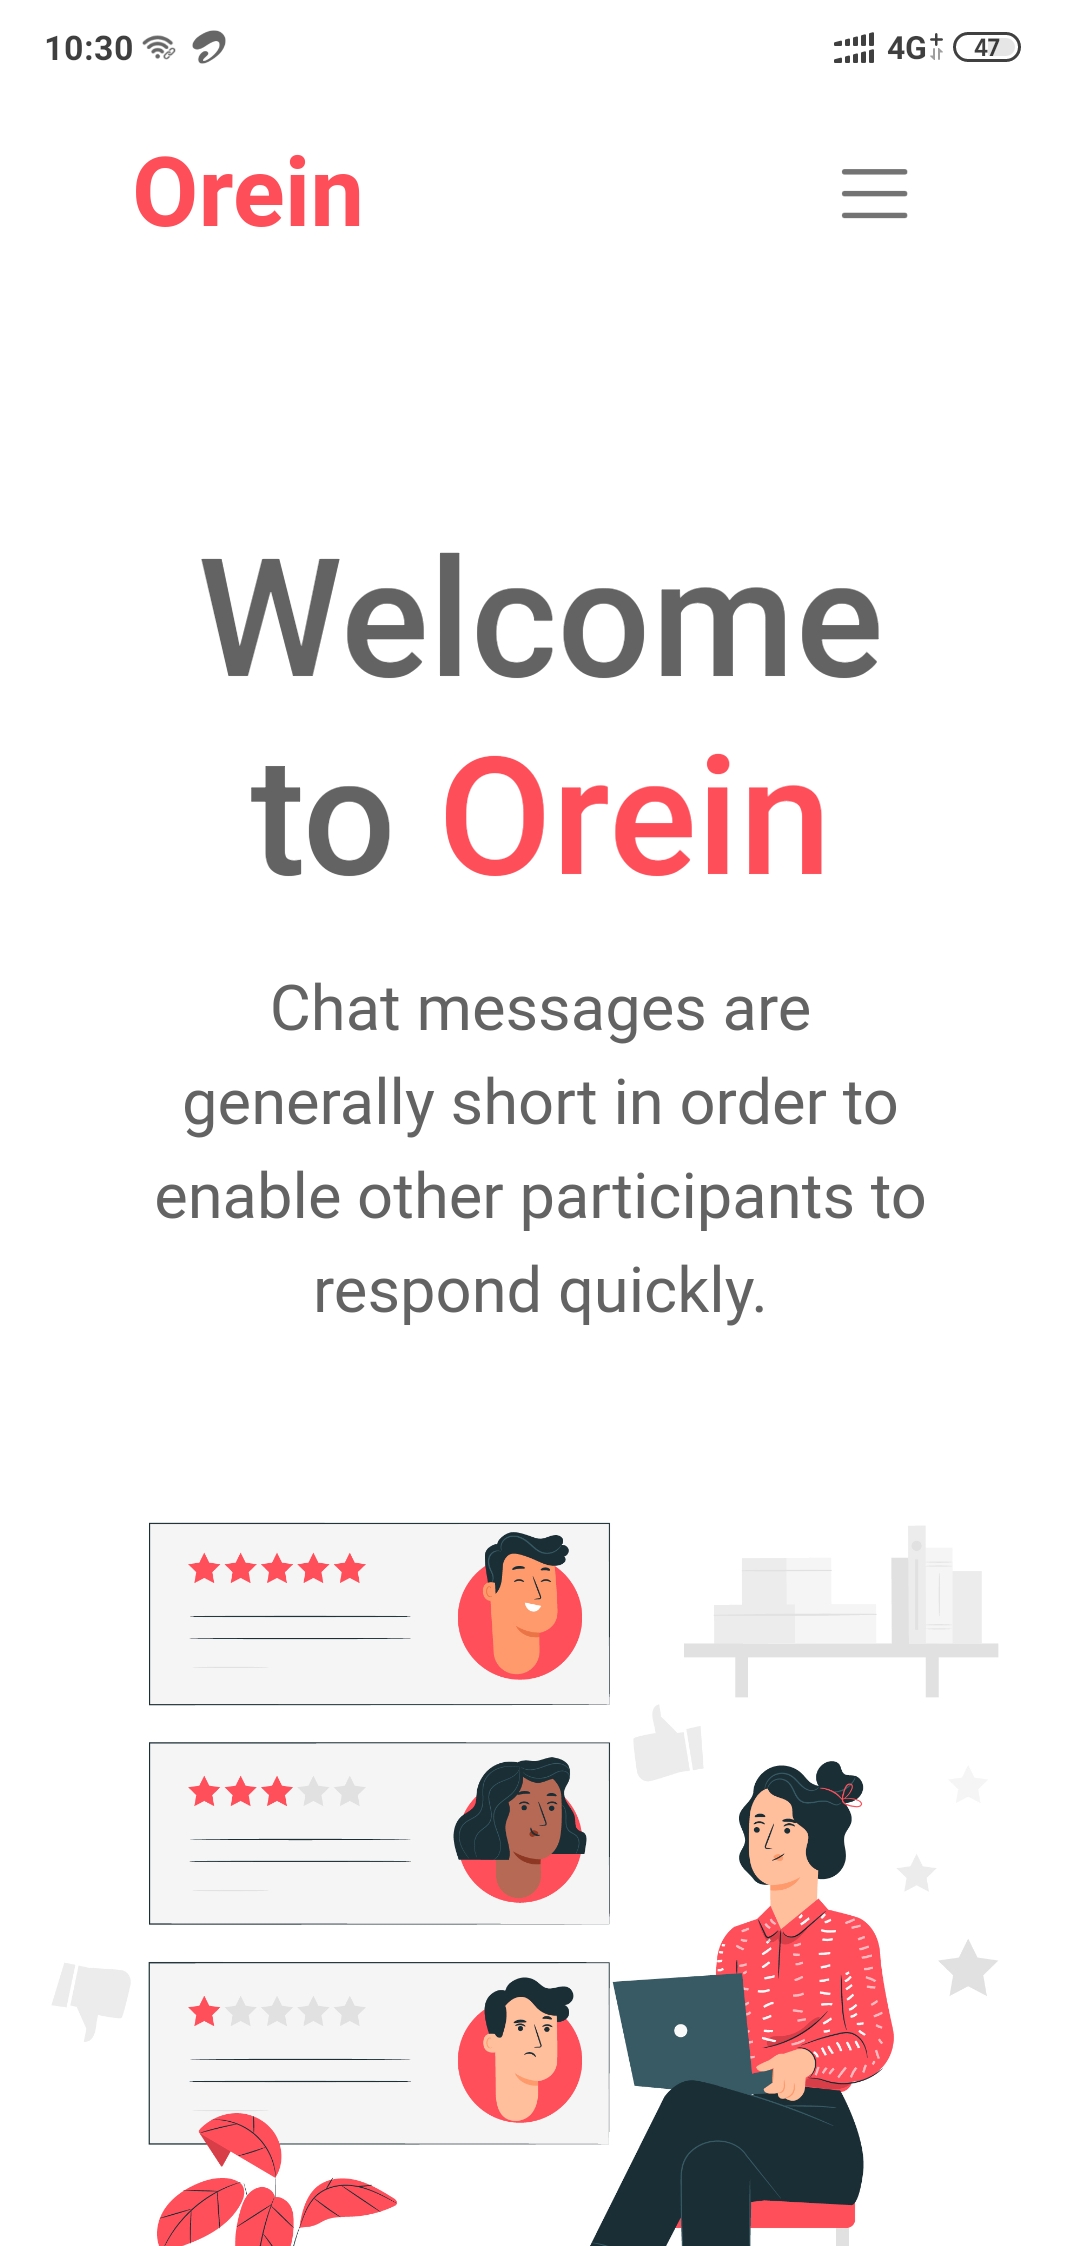 10:30 4G+ 47
Orein
Welcome
to Orein
Chat messages are
generally short in order to
enable other participants to
respond quickly.